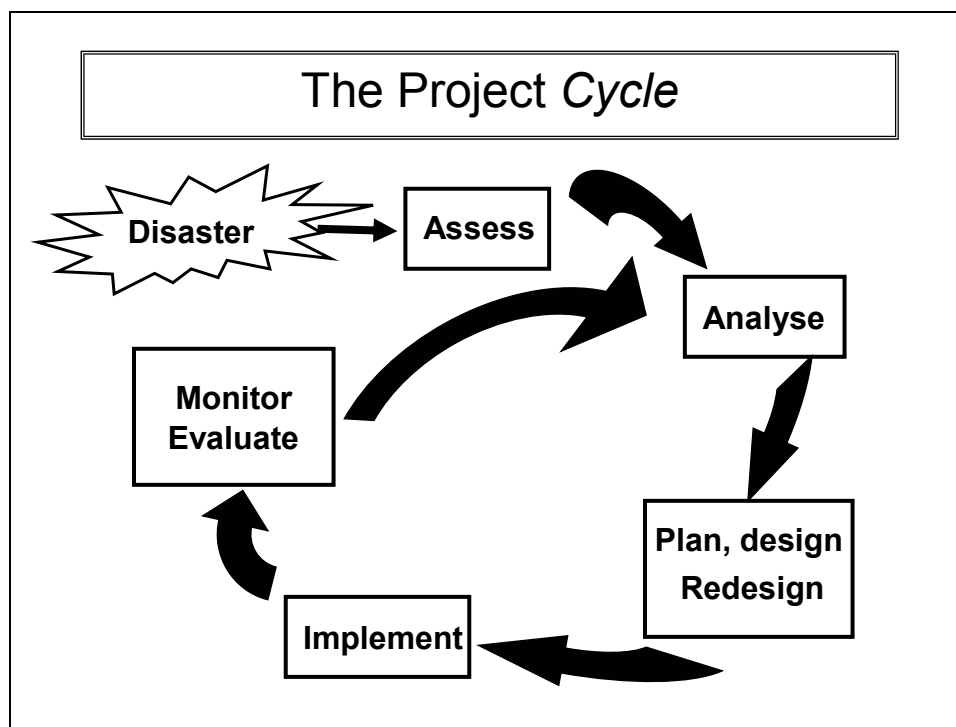 The Project Cycle
Disaster
Assess
Analyse
Plan, design
Redesign
Implement
Monitor
Evaluate